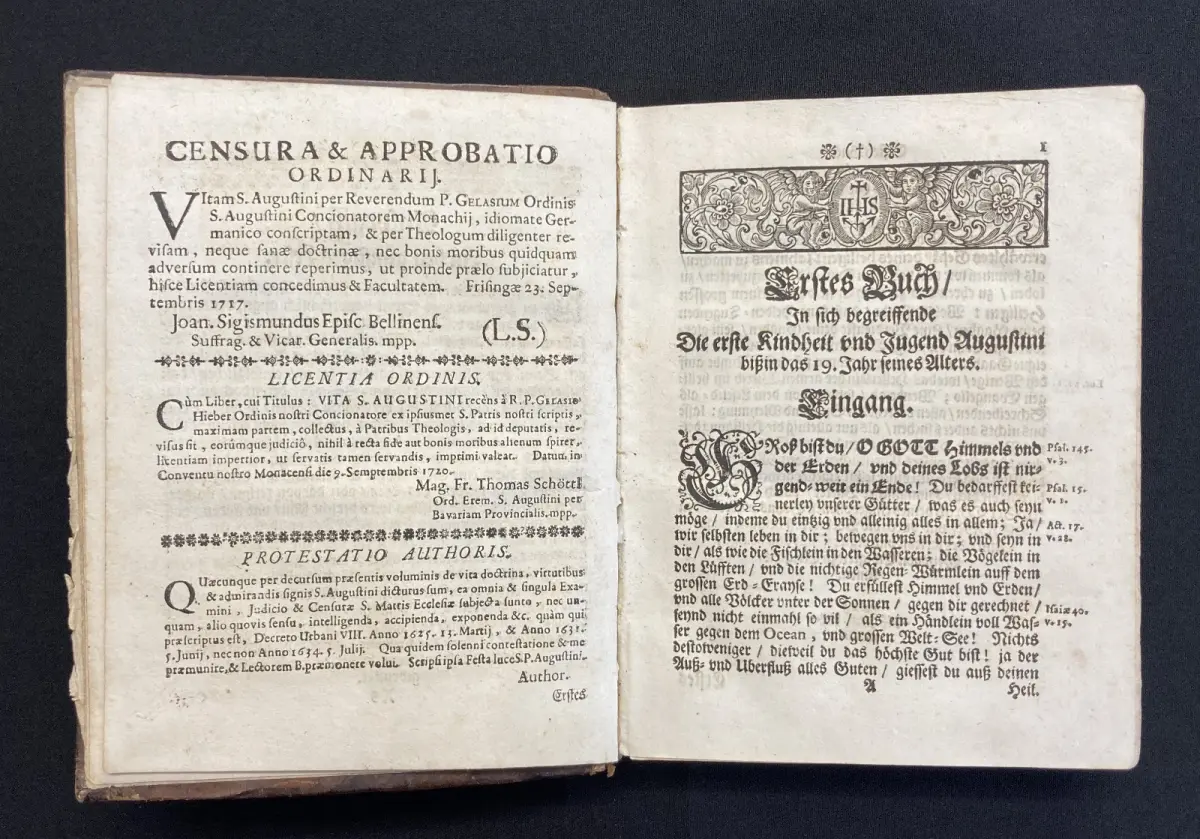 CENSURA & APPROBATIO
ORDINARIJ.
VItam S. Augustini per Reverendum P. GELASIUM Ordinis
S. Augustini Concionatorem Monachij, idiomate Ger-
manico conscriptam, & per Theologum diligenter re-
visam, neque sanæ doctrinæ, nec bonis moribus quidquam
adversum continere reperimus, ut proinde prælo subjiciatur,
hisce Licentiam concedimus & Facultatem. Frisingæ 23. Sep-
tembris 1717.
Joan. Sigismundus Episc. Bellinens.
Suffrag. & Vicar. Generalis. mpp.
(L.S.)
LICENTIA ORDINIS.
Cùm Liber, cui Titulus: VITA S. AUGUSTINI recèns à R. P. GELASIO
Hieber Ordinis nostri Concionatore ex ipsusmet S. Patris nostri scriptis,
maximam partem, collectus, à Patribus Theologis, ad id deputatis, re-
visus sit, eorúmque judiciô, nihil à recta fide aut bonis moribus alienum spiret,
licentiam impertior, ut servatis tamen servandis, imprimi valeat. Datum in
Conventu nostro Monacensi die 9. Semptembris 1720.
Mag. Fr. Thomas Schöttl
Ord. Erem. S. Augustini per
Bavariam Provincialis. mpp.
PROTESTATIO AUTHORIS.
QUæcunque per decursum præsentis voluminis de vita doctrina, virtutibus
& admirandis signis S. Augustini dicturus sum, ea omnia & singula Exa-
mini, Judicio & Censuræ S. Matris Ecclesiæ subjecta sunto, nec un-
quam, alio quovis sensu, intelligenda, accipienda, exponenda &c. quàm qui
præscriptus est, Decreto Urbani VIII. Anno 1625. 13. Martij, & Anno 1631.
5. Junij, nec non Anno 1634. 5. Julij. Qua quidem solenni contestatione & me
præmunire, & Lectorem B. præmonere volui. Scripsi ipsa Festa luce S. P. Augustini.
Author.
Erstes
(†) 1
IHS
Erstes Buch/
In sich begreiffende
Die erste Kindheit vnd Jugend Augustini
biß in das 19. Jahr seines Alters.
Eingang.
GRoß bist du / O GOTT Himmels vnd
der Erden / vnd deines Lobs ist nir-
gend-weit ein Ende! Du bedarffest kei-
nerley vnserer Gütter / was es auch seyn
möge / indeme du eintzig vnd alleinig alles in allem; Ja /
wir selbsten leben in dir; bewegen vns in dir; vnd seyn in
dir / als wie die Fischlein in den Wasseren; die Vögelein in
den Lüfften / vnd die nichtige Regen-Würmlein auff dem
grossen Erd-Crayse! Du erfüllest Himmel vnd Erden/
vnd alle Völcker vnter der Sonnen / gegen dir gerechnet /
seynd nicht einmahl so vil / als ein Händlein voll Was-
ser gegen dem Ocean, vnd grossen Welt-See! Nichts
destoweniger / dieweil du das höchste Gut bist! ja der
Auß- vnd Uberfluß alles Guten / giessest du auß deinen
A Heil.
Psal. 145.
v. 3.
Psal. 15.
v. 1.
Act. 17.
v. 28.
Isaiæ 40.
v. 15.